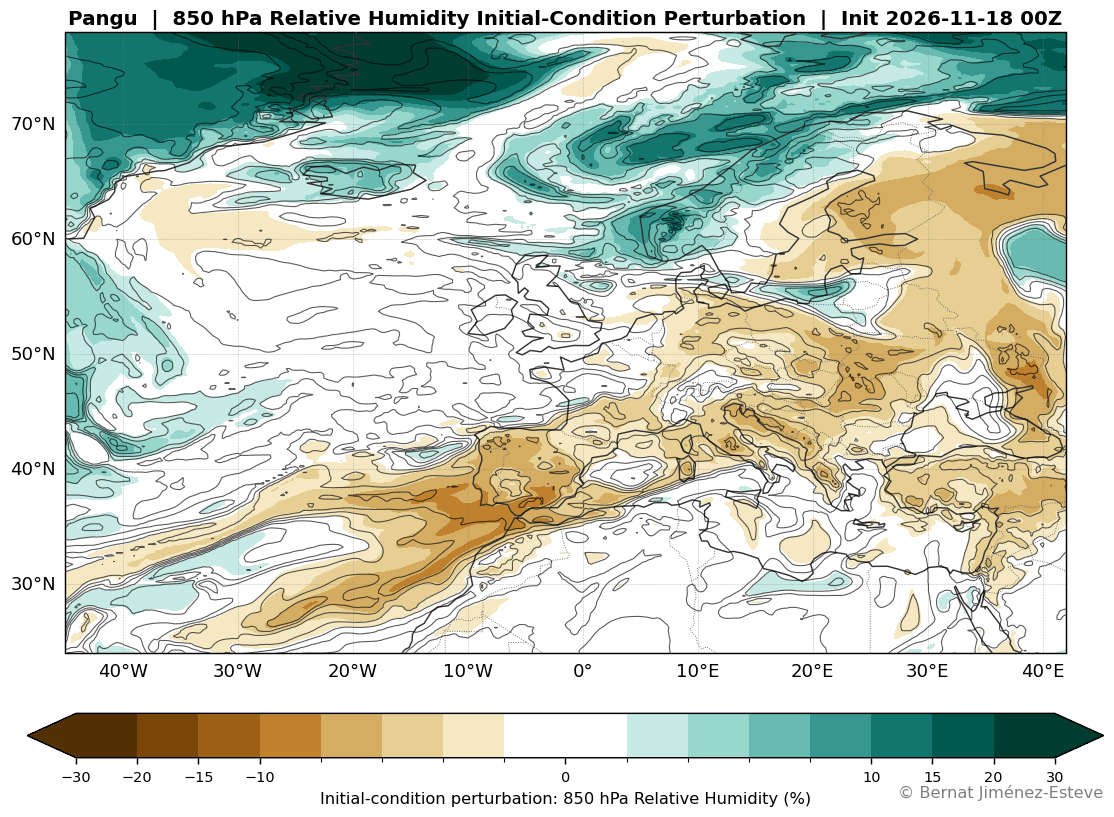 Pangu | 850 hPa Relative Humidity Initial-Condition Perturbation | Init 2026-11-18 00Z
70°N
60°N
50°N
40°N
30°N
40°W 30°W 20°W 10°W 0° 10°E 20°E 30°E 40°E
−30 −20 −15 −10 0 10 15 20 30
Initial-condition perturbation: 850 hPa Relative Humidity (%)
© Bernat Jiménez-Esteve